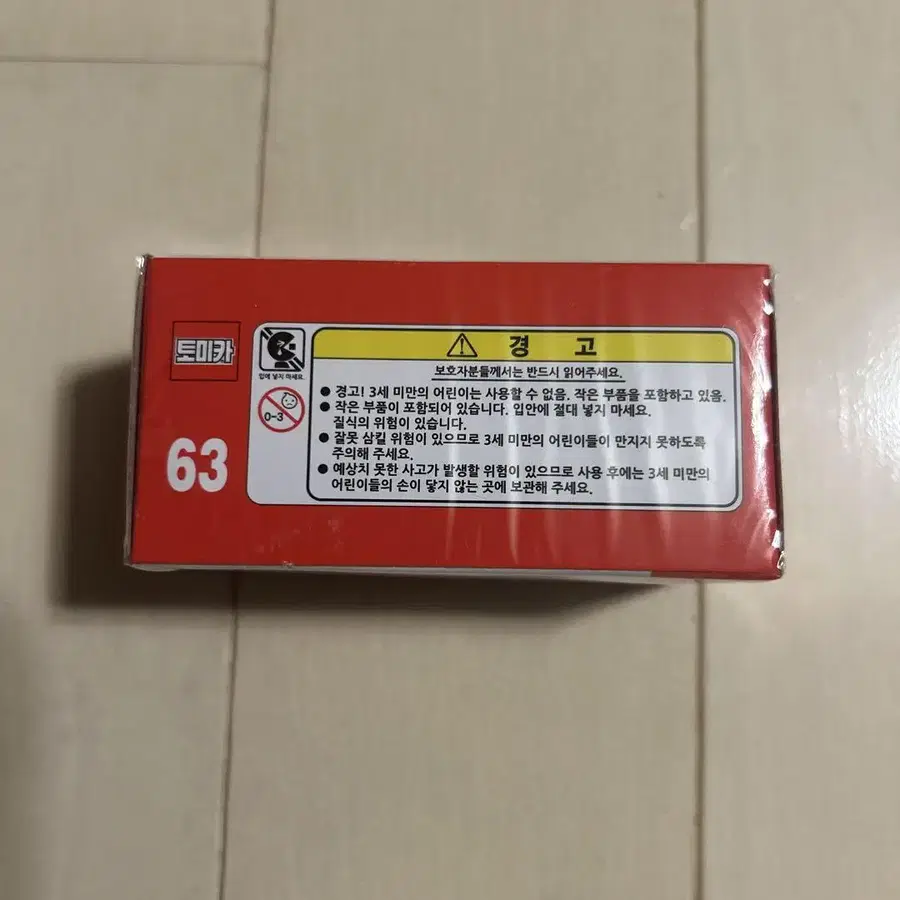 토미카
63
입에 넣지 마세요.
0-3
경 고
보호자분들께서는 반드시 읽어주세요.
● 경고! 3세 미만의 어린이는 사용할 수 없음. 작은 부품을 포함하고 있음.
● 작은 부품이 포함되어 있습니다. 입안에 절대 넣지 마세요.
질식의 위험이 있습니다.
● 잘못 삼킬 위험이 있으므로 3세 미만의 어린이들이 만지지 못하도록
주의해 주세요.
● 예상치 못한 사고가 발생할 위험이 있으므로 사용 후에는 3세 미만의
어린이들의 손이 닿지 않는 곳에 보관해 주세요.